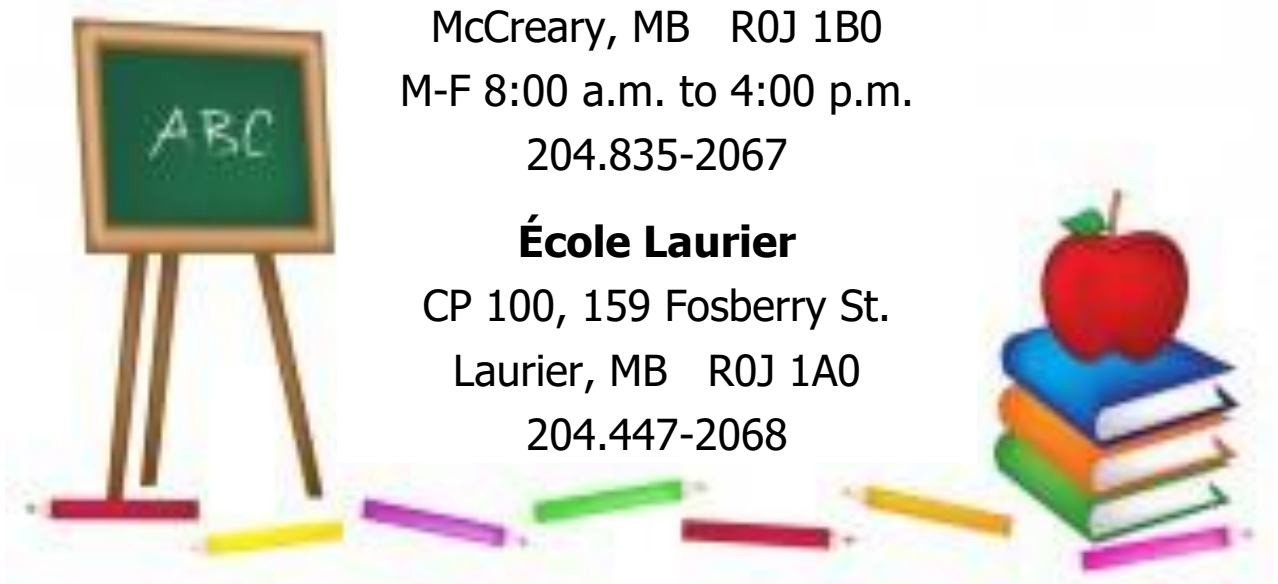 McCreary, MB R0J 1B0
M-F 8:00 a.m. to 4:00 p.m.
204.835-2067
École Laurier
CP 100, 159 Fosberry St.
Laurier, MB R0J 1A0
204.447-2068
ABC